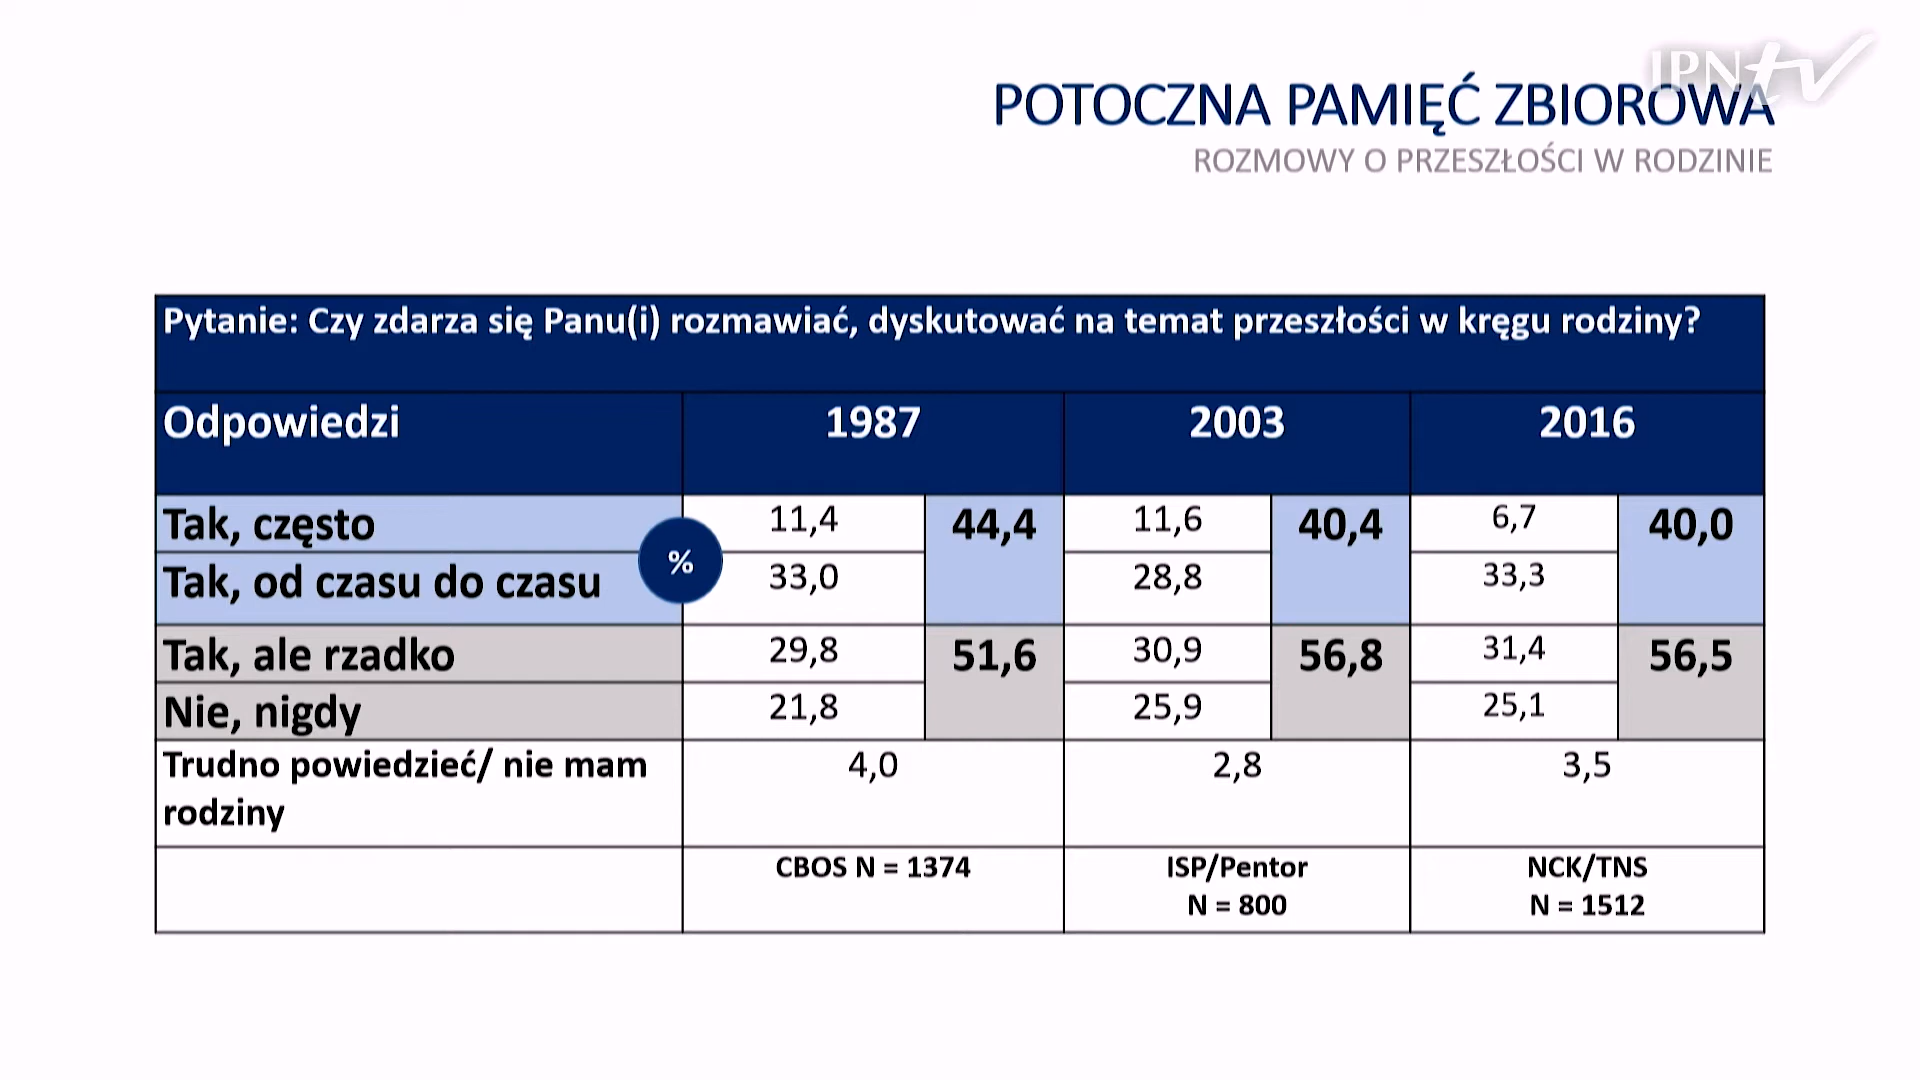 IPNtv
POTOCZNA PAMIĘĆ ZBIOROWA
ROZMOWY O PRZESZŁOŚCI W RODZINIE
Pytanie: Czy zdarza się Panu(i) rozmawiać, dyskutować na temat przeszłości w kręgu rodziny?
Odpowiedzi 1987 2003 2016
Tak, często 11,4 44,4 11,6 40,4 6,7 40,0
%
Tak, od czasu do czasu 33,0 28,8 33,3
Tak, ale rzadko 29,8 51,6 30,9 56,8 31,4 56,5
Nie, nigdy 21,8 25,9 25,1
Trudno powiedzieć/ nie mam 4,0 2,8 3,5
rodziny
CBOS N = 1374 ISP/Pentor NCK/TNS
N = 800 N = 1512